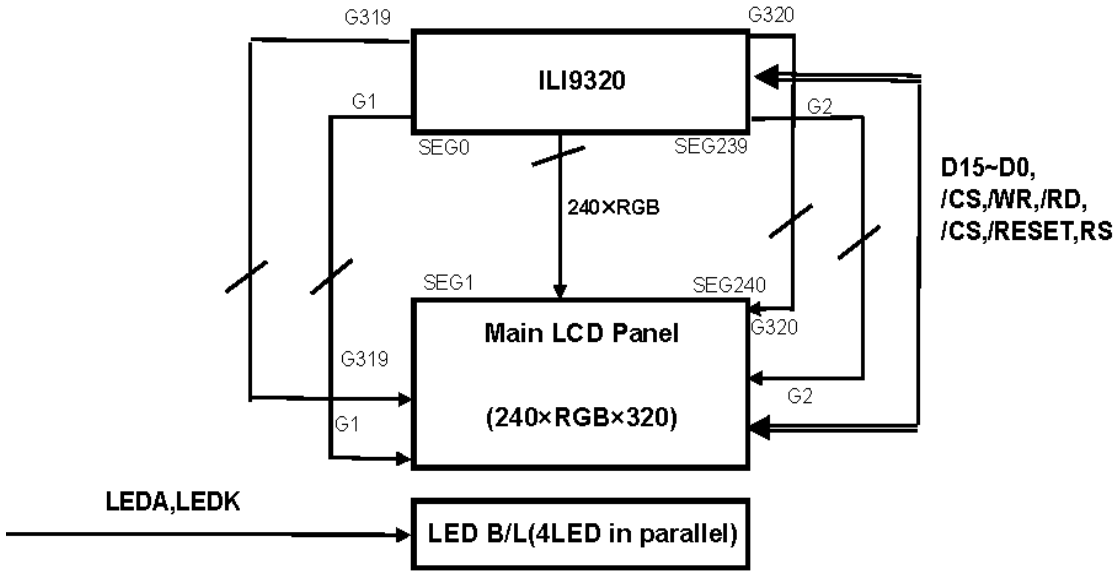 G319
G320
ILI9320
G1
G2
SEG0
SEG239
D15~D0,
/CS,/WR,/RD,
/CS,/RESET,RS
240×RGB
SEG1
SEG240
Main LCD Panel
G320
G319
G2
(240×RGB×320)
G1
LEDA,LEDK
LED B/L(4LED in parallel)